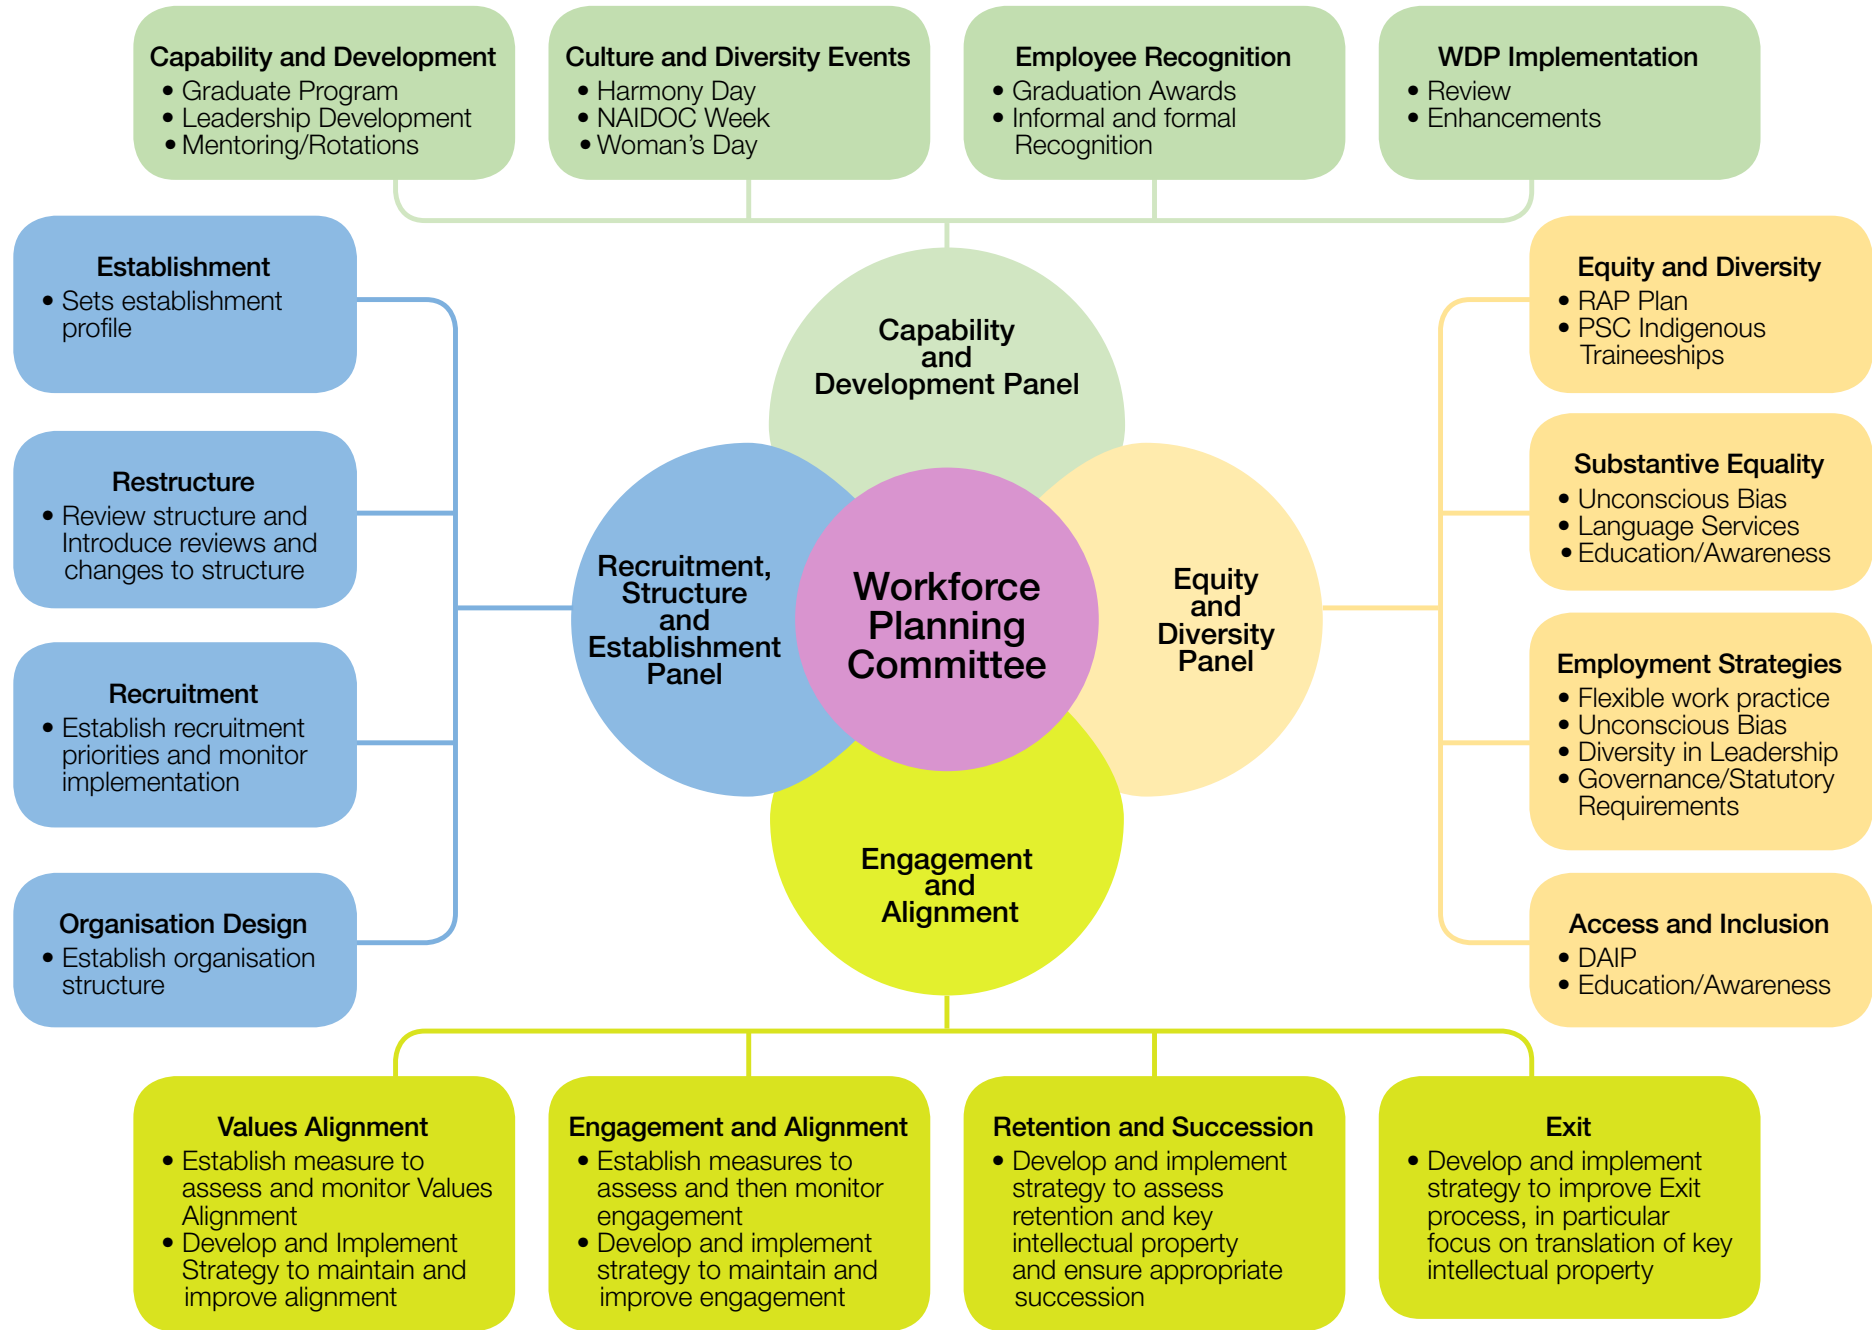 Capability and Development
• Graduate Program
• Leadership Development
• Mentoring/Rotations
Culture and Diversity Events
• Harmony Day
• NAIDOC Week
• Woman's Day
Employee Recognition
• Graduation Awards
• Informal and formal
Recognition
WDP Implementation
• Review
• Enhancements
Establishment
• Sets establishment
profile
Restructure
• Review structure and
Introduce reviews and
changes to structure
Recruitment
• Establish recruitment
priorities and monitor
implementation
Organisation Design
• Establish organisation
structure
Capability
and
Development Panel
Recruitment,
Structure
and
Establishment
Panel
Workforce
Planning
Committee
Equity
and
Diversity
Panel
Engagement
and
Alignment
Equity and Diversity
• RAP Plan
• PSC Indigenous
Traineeships
Substantive Equality
• Unconscious Bias
• Language Services
• Education/Awareness
Employment Strategies
• Flexible work practice
• Unconscious Bias
• Diversity in Leadership
• Governance/Statutory
Requirements
Access and Inclusion
• DAIP
• Education/Awareness
Values Alignment
• Establish measure to
assess and monitor Values
Alignment
• Develop and Implement
Strategy to maintain and
improve alignment
Engagement and Alignment
• Establish measures to
assess and then monitor
engagement
• Develop and implement
strategy to maintain and
improve engagement
Retention and Succession
• Develop and implement
strategy to assess
retention and key
intellectual property
and ensure appropriate
succession
Exit
• Develop and implement
strategy to improve Exit
process, in particular
focus on translation of key
intellectual property